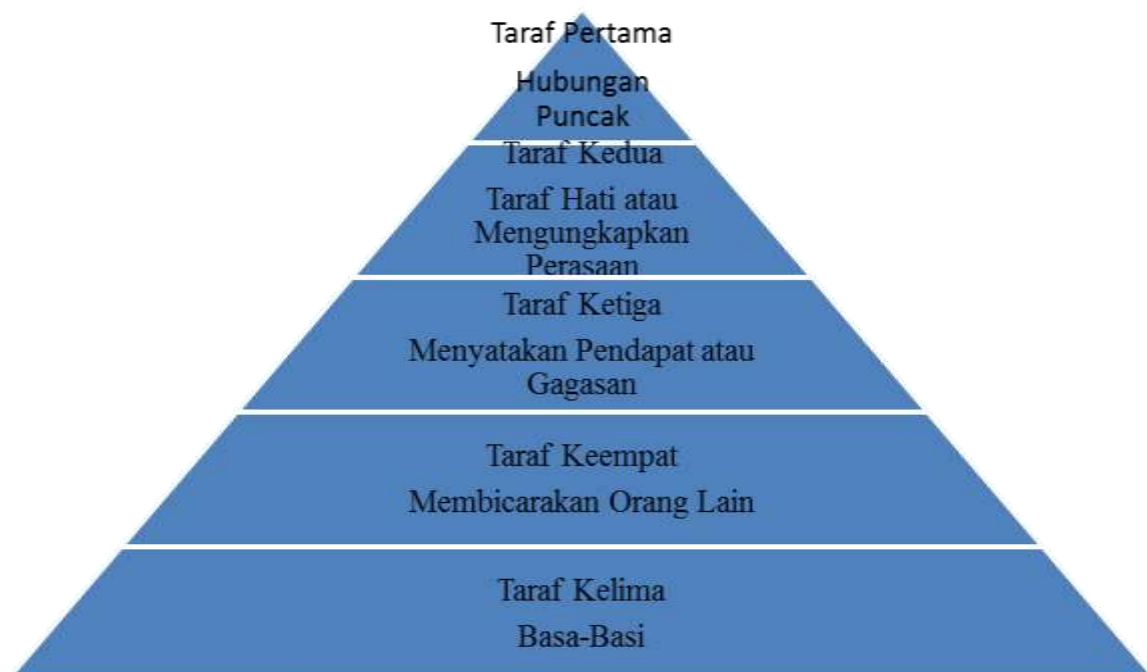 Taraf Pertama
Hubungan
Puncak
Taraf Kedua
Taraf Hati atau
Mengungkapkan
Perasaan
Taraf Ketiga
Menyatakan Pendapat atau
Gagasan
Taraf Keempat
Membicarakan Orang Lain
Taraf Kelima
Basa-Basi